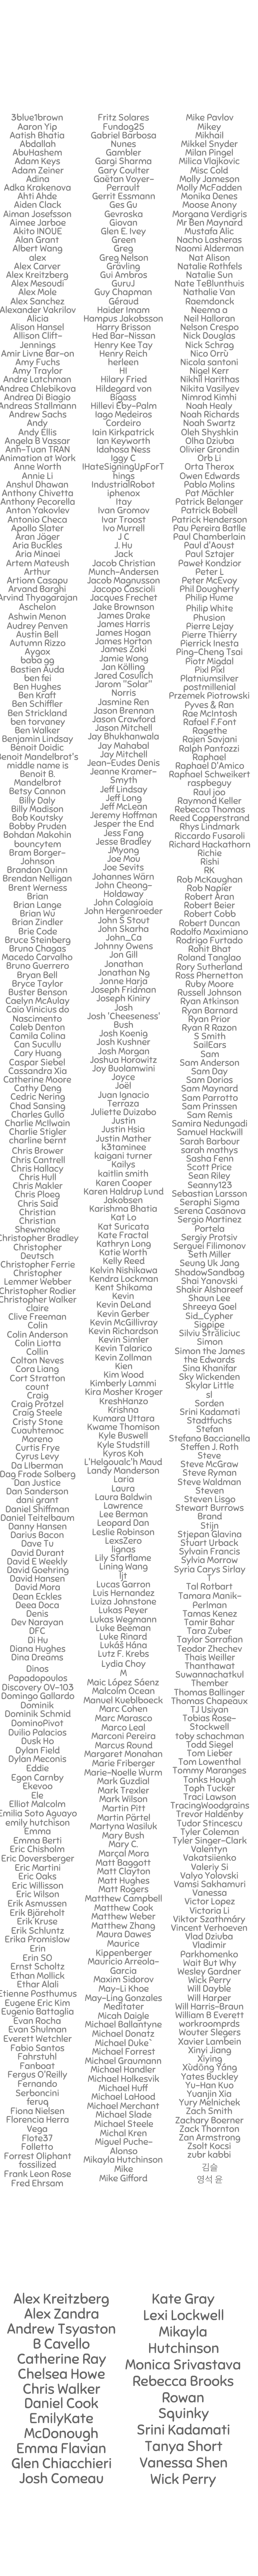 3blue1brown
Aaron Yip
Aatish Bhatia
Abdallah
AbuHashem
Adam Keys
Adam Zeiner
Adina
Adka Krakenova
Ahti Ahde
Aiden Clack
Aiman Josefsson
Aimee Jarboe
Akito INOUE
Alan Grant
Albert Wang
alex
Alex Carver
Alex Kreitzberg
Alex Mesoudi
Alex Mole
Alex Sanchez
Alexander Vakrilov
Alicia
Alison Hansel
Allison Clift-
Jennings
Amir Livne Bar-on
Amy Fuchs
Amy Traylor
Andre Latchman
Andrea Chlebikova
Andrea Di Biagio
Andreas Stallmann
Andrew Sachs
Andy
Andy Ellis
Angela B Vassar
Anh-Tuan TRAN
Animation at Work
Anne Worth
Annie Li
Anshul Dhawan
Anthony Chivetta
Anthony Pecorella
Anton Yakovlev
Antonio Checa
Apollo Slater
Aran Jäger
Aria Buckles
Aria Minaei
Artem Mateush
Arthur
Artiom Casapu
Arvand Barghi
Arvind Thyagarajan
Aschelon
Ashwin Menon
Audrey Penven
Austin Bell
Autumn Rizzo
Aygox
baba gg
Bastien Auda
ben fei
Ben Hughes
Ben Kraft
Ben Schiffler
Ben Strickland
ben torvaney
Ben Walker
Benjamin Lindsay
Benoit Doidic
Benoit Mandelbrot's
middle name is
Benoit B.
Mandelbrot
Betsy Cannon
Billy Daly
Billy Madison
Bob Koutsky
Bobby Pruden
Bohdan Makohin
bouncytem
Bram Borger-
Johnson
Brandan Quinn
Brendan Nelligan
Brent Werness
Brian
Brian Lange
Brian Wu
Brian Zindler
Brie Code
Bruce Steinberg
Bruno Chagas
Macedo Carvalho
Bruno Guerrero
Bryan Bell
Bryce Taylor
Buster Benson
Caelyn McAulay
Caio Vinicius do
Nascimento
Caleb Denton
Camila Colina
Can Sucullu
Cary Huang
Caspar Siebel
Cassandra Xia
Catherine Moore
Cathy Deng
Cedric Nering
Chad Sansing
Charles Gullo
Charlie McIlwain
Charlie Stigler
charline bernt
Chris Brower
Chris Cantrell
Chris Hallacy
Chris Hull
Chris Maker
Chris Ploeg
Chris Said
Christian
Christian
Shewmake
Christopher Bradley
Christopher
Deutsch
Christopher Ferrie
Christopher
Lemmer Webber
Christopher Rodier
Christopher Walker
claire
Clive Freeman
Colin
Colin Anderson
Colin Liotta
Collin
Colton Neves
Cora Liang
Cort Stratton
count
Craig
Craig Protzel
Craig Steele
Cristy Stone
Cuauhtemoc
Moreno
Curtis Frye
Cyrus Levy
Da Liberman
Dag Frode Solberg
Dan Justice
Dan Sanderson
dani grant
Daniel Shiffman
Daniel Teitelbaum
Danny Hansen
Darius Bacon
Dave Tu
David Durant
David E Weekly
David Goehring
David Hansen
David Mora
Dean Eckles
Deea Doca
Denis
Dev Narayan
DFC
Di Hu
Diana Hughes
Dina Dreams
Dinos
Papadopoulos
Discovery OV-103
Domingo Gallardo
Dominik
Dominik Schmid
DominoPivot
Duilio Palacios
Dusk Ho
Dylan Field
Dylan Meconis
Eddie
Egon Carnby
Ekevoo
Ele
Elliot Malcolm
Emilia Soto Aguayo
emily hutchison
Emma
Emma Berti
Eric Chisholm
Eric Doversberger
Eric Martini
Eric Oaks
Eric Willisson
Eric Wilson
Erik Asmussen
Erik Bjäreholt
Erik Kruse
Erik Schluntz
Erika Promislow
Erin
Erin SO
Ernst Scholtz
Ethan Mollick
Ethar Alali
Etienne Posthumus
Eugene Eric Kim
Eugenio Battaglia
Evan Rocha
Evan Shulman
Everett Wetchler
Fabio Santos
Fahrstuhl
Fanboat
Fergus O'Reilly
Fernando
Serboncini
feruq
Fiona Nielsen
Florencia Herra
Vega
Flote37
Folletto
Forrest Oliphant
fossilized
Frank Leon Rose
Fred Ehrsam
Fritz Solares
Fundog25
Gabriel Barbosa
Nunes
Gambler
Gargi Sharma
Gary Coulter
Gaëtan Voyer-
Perrault
Gerrit Essmann
Ges Gu
Gevroska
Giovan
Glen E. Ivey
Green
Greg
Greg Nelson
Grävling
Gui Ambros
GuruJ
Guy Chapman
Géraud
Haider Imam
Hampus Jakobsson
Harry Brisson
Hed Bar-Nissan
Henry Kee Tay
Henry Reich
herleen
HI
Hilary Fried
Hildegard von
Bigass
Hillevi Eby-Palm
Iago Medeiros
Cordeiro
Iain Kirkpatrick
Ian Keyworth
Idahosa Ness
Iggy C
IHateSigningUpForT
hings
IndustrialRobot
iphenox
Itay
Ivan Gromov
Ivar Troost
Ivo Murrell
J C
J. Hu
Jack
Jacob Christian
Munch-Andersen
Jacob Magnusson
Jacopo Cascioli
Jacques Frechet
Jake Brownson
James Drake
James Harris
James Hogan
James Horton
James Zaki
Jamie Wong
Jan Kölling
Jared Cosulich
Jarom "Solar"
Norris
Jasmine Ren
Jason Brennan
Jason Crawford
Jason Mitchell
Jay Bhukhanwala
Jay Mahabal
Jay Mitchell
Jean-Eudes Denis
Jeanne Kramer-
Smyth
Jeff Lindsay
Jeff Long
Jeff McLean
Jeremy Hoffman
Jesper the End
Jess Fang
Jesse Bradley
JMyong
Joe Mou
Joe Sevits
Johannes Wärn
John Cheong-
Holdaway
John Colagioia
John Hergenroeder
John S Stout
John Skarha
John_Ca
Johnny Owens
Jon Gill
Jonathan
Jonathan Ng
Jonne Harja
Joseph Fridman
Joseph Kiniry
Josh
Josh 'Cheeseness'
Bush
Josh Koenig
Josh Kushner
Josh Morgan
Joshua Horowitz
Joy Buolamwini
Joyce
Joël
Juan Ignacio
Terraza
Juliette Duizabo
Justin
Justin Hsia
Justin Mather
k3taminee
kaigani turner
Kailys
kaitlin smith
Karen Cooper
Karen Haldrup Lund
Jakobsen
Karishma Bhatia
Kat Lo
Kat Suricata
Kate Fractal
Kathryn Long
Katie Worth
Kelly Reed
Kelvin Nishikawa
Kendra Lockman
Kent Shikama
Kevin
Kevin DeLand
Kevin Gerber
Kevin McGillivray
Kevin Richardson
Kevin Simler
Kevin Talarico
Kevin Zollman
Kien
Kim Wood
Kimberly Lammi
Kira Mosher Kroger
KreshHanzo
Krishna
Kumara Uttara
Kwame Thomison
Kyle Buswell
Kyle Studstill
Kyros Koh
L'Helgoualc'h Maud
Landy Manderson
Laria
Laura
Laura Baldwin
Lawrence
Lee Berman
Leopard Dan
Leslie Robinson
LexsZero
lignas
Lily Starflame
Lining Wang
ljt
Lucas Garron
Luis Hernandez
Luiza Johnstone
Lukas Peyer
Lukas Wegmann
Luke Beeman
Luke Rinard
Lukáš Hána
Lutz F. Krebs
Lydia Choy
M
Maic López Sáenz
Malcolm Ocean
Manuel Kueblboeck
Marc Cohen
Marc Marasco
Marco Leal
Marconi Pereira
Marcus Round
Margaret Monahan
Marie Friberger
Marie-Noelle Wurm
Mark Guzdial
Mark Trexler
Mark Wilson
Martin Pitt
Martin Pärtel
Martyna Wasiluk
Mary Bush
Mary C.
Marçal Mora
Matt Baggott
Matt Clayton
Matt Hughes
Matt Rogers
Matthew Campbell
Matthew Cook
Matthew Weber
Matthew Zhang
Maura Dawes
Maurice
Kippenberger
Mauricio Arreola-
Garcia
Maxim Sidorov
May-Li Khoe
May-Ling Gonzales
Meditater
Micah Daigle
Michael Ballantyne
Michael Donatz
Michael Duke
Michael Forrest
Michael Graumann
Michael Handler
Michael Holkesvik
Michael Huff
Michael LaHood
Michael Merchant
Michael Slade
Michael Steele
Michal Kren
Miguel Puche-
Alonso
Mikayla Hutchinson
Mike
Mike Gifford
Mike Pavlov
Mikey
Mikhail
Mikkel Snyder
Milan Pingel
Milica Vlajkovic
Misc Cold
Molly Jameson
Molly McFadden
Monika Denes
Moose Anony
Morgana Verdigris
Mr Ben Maynard
Mustafa Alic
Nacha Lasheras
Naomi Alderman
Nat Alison
Natalie Rothfels
Natalie Sun
Nate TeBlunthuis
Nathalie Van
Raemdonck
Neema a
Neil Halloran
Nelson Crespo
Nick Douglas
Nick Schrag
Nico Orrù
Nicola santoni
Nigel Kerr
Nikhil Harithas
Nikita Vasilyev
Nimrod Kimhi
Noah Healy
Noah Richards
Noah Swartz
Oleh Shyshkin
Olha Dziuba
Olivier Grondin
Orb Li
Orta Therox
Owen Edwards
Pablo Molins
Pat Mächler
Patrick Belanger
Patrick Bobell
Patrick Henderson
Pau Pereira Batlle
Paul Chamberlain
Paul d'Aoust
Paul Sztajer
Paweł Kondzior
Peter L
Peter McEvoy
Phil Dougherty
Philip Hume
Philip White
Phusion
Pierre Lejay
Pierre Thierry
Pierrick Inesta
Ping-Cheng Tsai
Piotr Migdal
Pixl Pixl
Platniumsilver
postmillenial
Przemek Piotrowski
Pyves & Ran
Rae McIntosh
Rafael F.Font
Ragethe
Rajen Savjani
Ralph Pantozzi
Raphael
Raphael D'Amico
Raphael Schweikert
raspbeguy
Raul joo
Raymond Keller
Rebecca Thomas
Reed Copperstrand
Rhys Lindmark
Riccardo Fusaroli
Richard Hackathorn
Richie
Rishi
RK
Rob McKaughan
Rob Napier
Robert Aran
Robert Beier
Robert Cobb
Robert Duncan
Rodolfo Maximiano
Rodrigo Furtado
Rohit Bhat
Roland Tanglao
Rory Sutherland
Ross Phernetton
Ruby Moore
Russell Johnson
Ryan Atkinson
Ryan Barnard
Ryan Prior
Ryan R Razon
S Smith
SailEars
Sam
Sam Anderson
Sam Day
Sam Dorios
Sam Maynard
Sam Parrotto
Sam Prinssen
Sam Remis
Samira Nedungadi
Samuel Hackwill
Sarah Barbour
sarah mathys
Sasha Fenn
Scott Price
Sean Riley
Seanny123
Sebastian Larsson
Seraphi Sigma
Serena Casanova
Sergio Martinez
Portela
Sergiy Protsiv
Serguei Filimonov
Seth Miller
Seung Uk Jang
ShadowSandbag
Shai Yanovski
Shakir Alshareef
Shaun Lee
Shreeya Goel
Sid_Cypher
Sigpipe
Silviu Străliciuc
Simon
Simon the James
the Edwards
Sina Khanifar
Sky Wickenden
Skylar Little
sl
Sorden
Srini Kadamati
Stadtfuchs
Stefan
Stefano Bacciarella
Steffen J. Roth
Steve
Steve McGraw
Steve Ryman
Steve Waldman
Steven
Steven Lisgo
Stewart Burrows
Brand
Stijn
Stjepan Glavina
Stuart Urback
Sylvain Francis
Sylvia Morrow
Syria Carys Sirlay
T
Tal Rotbart
Tamara Manik-
Perlman
Tamas Kenez
Tamir Bahar
Tara Zuber
Taylor Sarrafian
Teodor Zhechev
Thais Weiller
Thanthawat
Suwannachatkul
Thember
Thomas Ballinger
Thomas Chapeaux
TJ Usiyan
Tobias Rose-
Stockwell
toby schachman
Todd Siegel
Tom Lieber
Tom Lowenthal
Tommy Maranges
Tonks Hough
Toph Tucker
Traci Lawson
TracingWoodgrains
Trevor Haldenby
Tudor Stincescu
Tyler Coleman
Tyler Singer-Clark
Valentyn
Vakatsiienko
Valeriy Si
Valya Yolovski
Vamsi Sakhamuri
Vanessa
Victor Lopez
Victoria Li
Viktor Szathmáry
Vincent Verhoeven
Vlad Dziuba
Vladimir
Parkhomenko
Wait But Why
Wesley Gardner
Wick Perry
Will Dayble
Will Harper
Will Harris-Braun
William B Everett
workroomprds
Wouter Slegers
Xavier Lambein
Xinyi Jiang
Xiying
Xùdōng Yáng
Yates Buckley
Yu-Han Kuo
Yuanjin Xia
Yury Melnichek
Zach Smith
Zachary Boerner
Zack Thornton
Zan Armstrong
Zsolt Kocsi
zubr kabbi
김슬
영석 윤
Alex Kreitzberg
Alex Zandra
Andrew Tsyaston
B Cavello
Catherine Ray
Chelsea Howe
Chris Walker
Daniel Cook
EmilyKate
McDonough
Emma Flavian
Glen Chiacchieri
Josh Comeau
Kate Gray
Lexi Lockwell
Mikayla
Hutchinson
Monica Srivastava
Rebecca Brooks
Rowan
Squinky
Srini Kadamati
Tanya Short
Vanessa Shen
Wick Perry